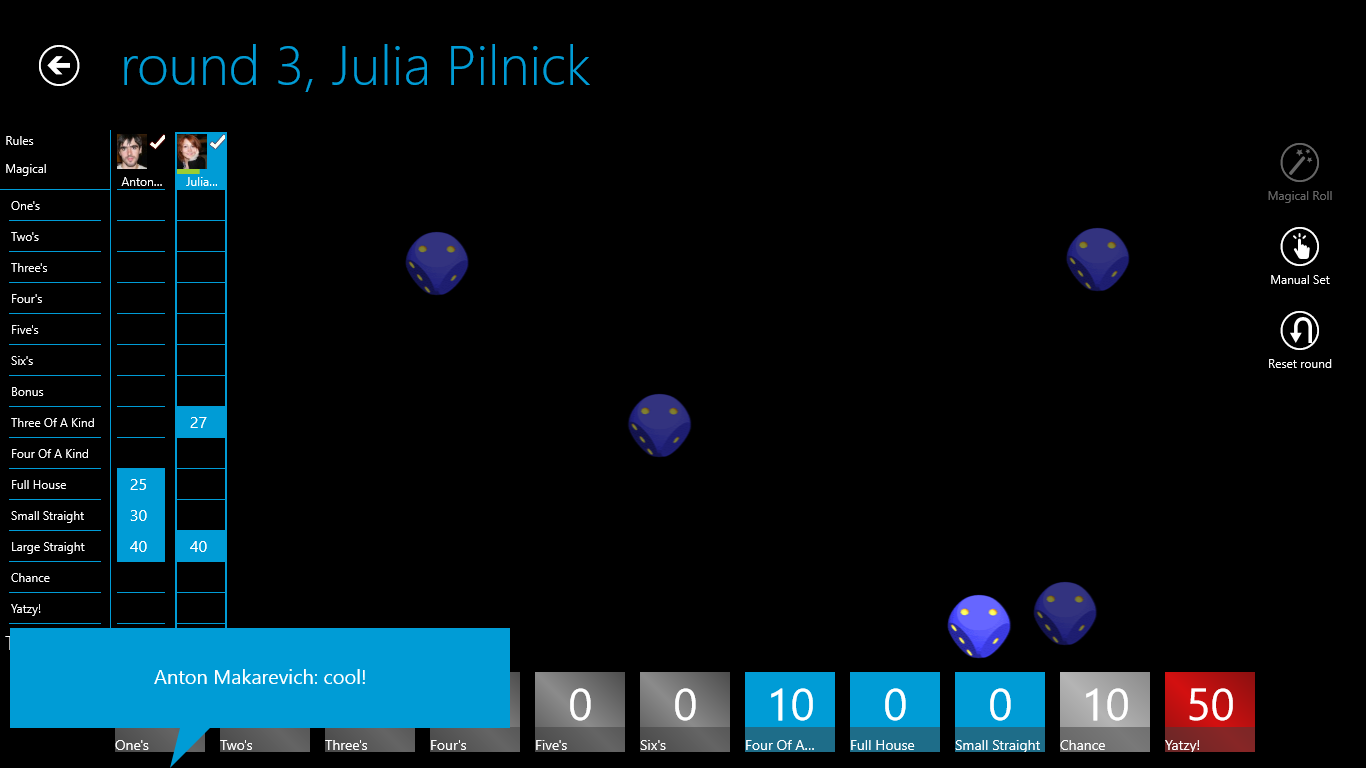 round 3, Julia Pilnick
Rules
Magical
Anton...
Julia...
One's
Two's
Three's
Four's
Five's
Six's
Bonus
Three Of A Kind 27
Four Of A Kind
Full House 25
Small Straight 30
Large Straight 40 40
Chance
Yatzy!
Magical Roll
Manual Set
Reset round
Anton Makarevich: cool!
0 0 10 0 0 10 50
One's Two's Three's Four's Five's Six's Four Of A... Full House Small Straight Chance Yatzy!